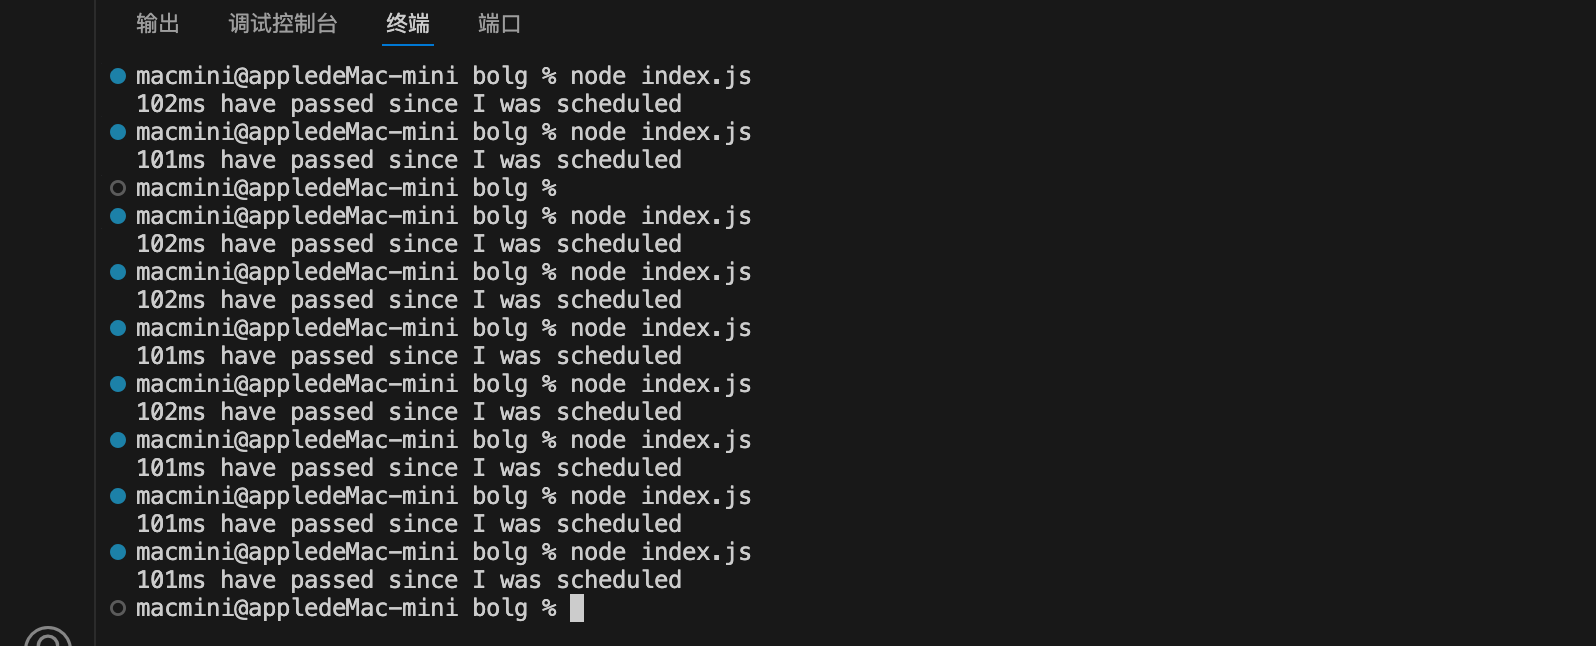 输出 调试控制台 终端 端口
macmini@appledeMac-mini bolg % node index.js
102ms have passed since I was scheduled
macmini@appledeMac-mini bolg % node index.js
101ms have passed since I was scheduled
macmini@appledeMac-mini bolg %
macmini@appledeMac-mini bolg % node index.js
102ms have passed since I was scheduled
macmini@appledeMac-mini bolg % node index.js
102ms have passed since I was scheduled
macmini@appledeMac-mini bolg % node index.js
101ms have passed since I was scheduled
macmini@appledeMac-mini bolg % node index.js
102ms have passed since I was scheduled
macmini@appledeMac-mini bolg % node index.js
101ms have passed since I was scheduled
macmini@appledeMac-mini bolg % node index.js
101ms have passed since I was scheduled
macmini@appledeMac-mini bolg % node index.js
101ms have passed since I was scheduled
macmini@appledeMac-mini bolg %